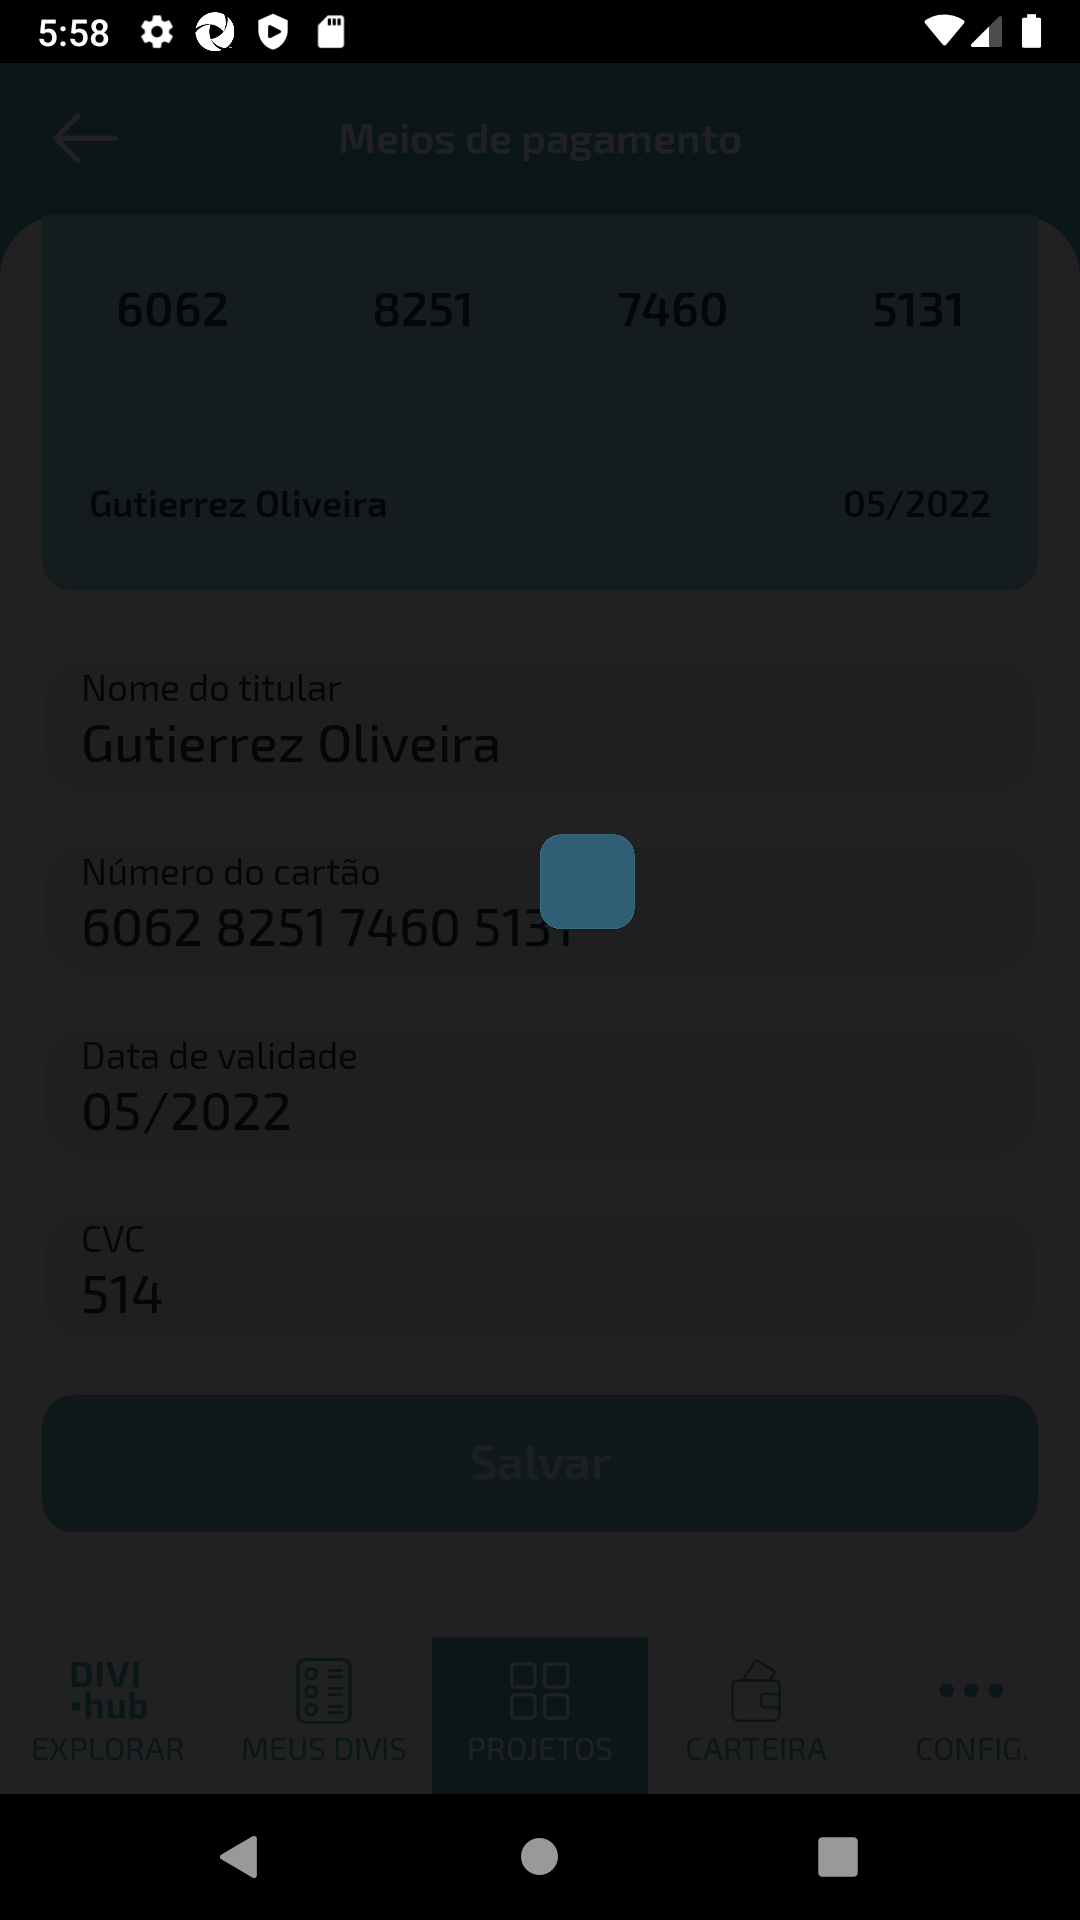 5:58
Meios de pagamento
6062 8251 7460 5131
Gutierrez Oliveira 05/2022
Nome do titular
Gutierrez Oliveira
Número do cartão
6062 8251 7460 5131
Data de validade
05/2022
CVC
514
Salvar
DIVI
•hub
EXPLORAR MEUS DIVIS PROJETOS CARTEIRA CONFIG.